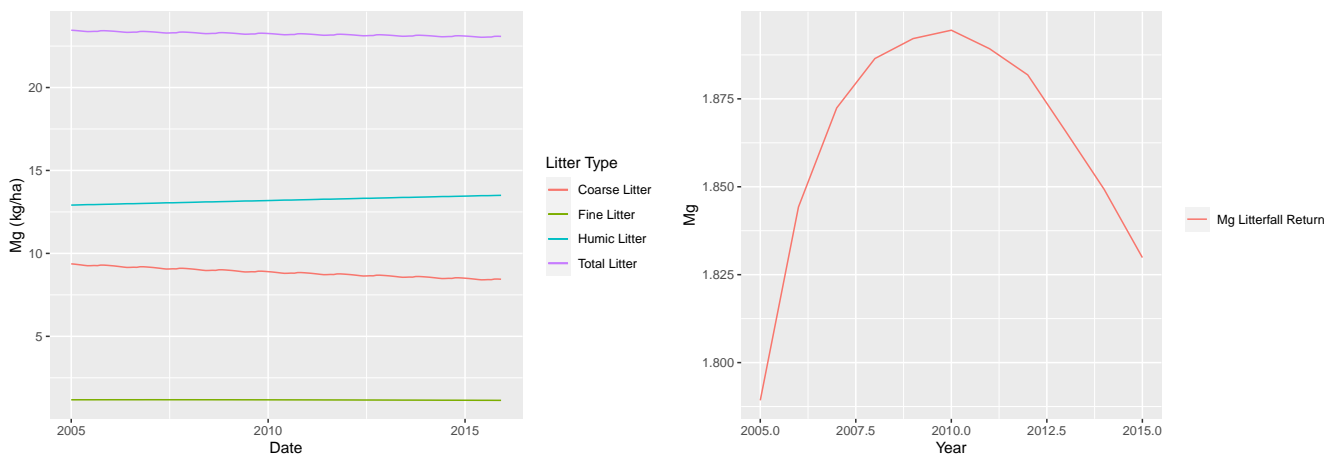 Mg (kg/ha)
20
15
10
5
2005
2010
2015
Date
Litter Type
Coarse Litter
Fine Litter
Humic Litter
Total Litter
Mg
1.875
1.850
1.825
1.800
2005.0
2007.5
2010.0
2012.5
2015.0
Year
Mg Litterfall Return